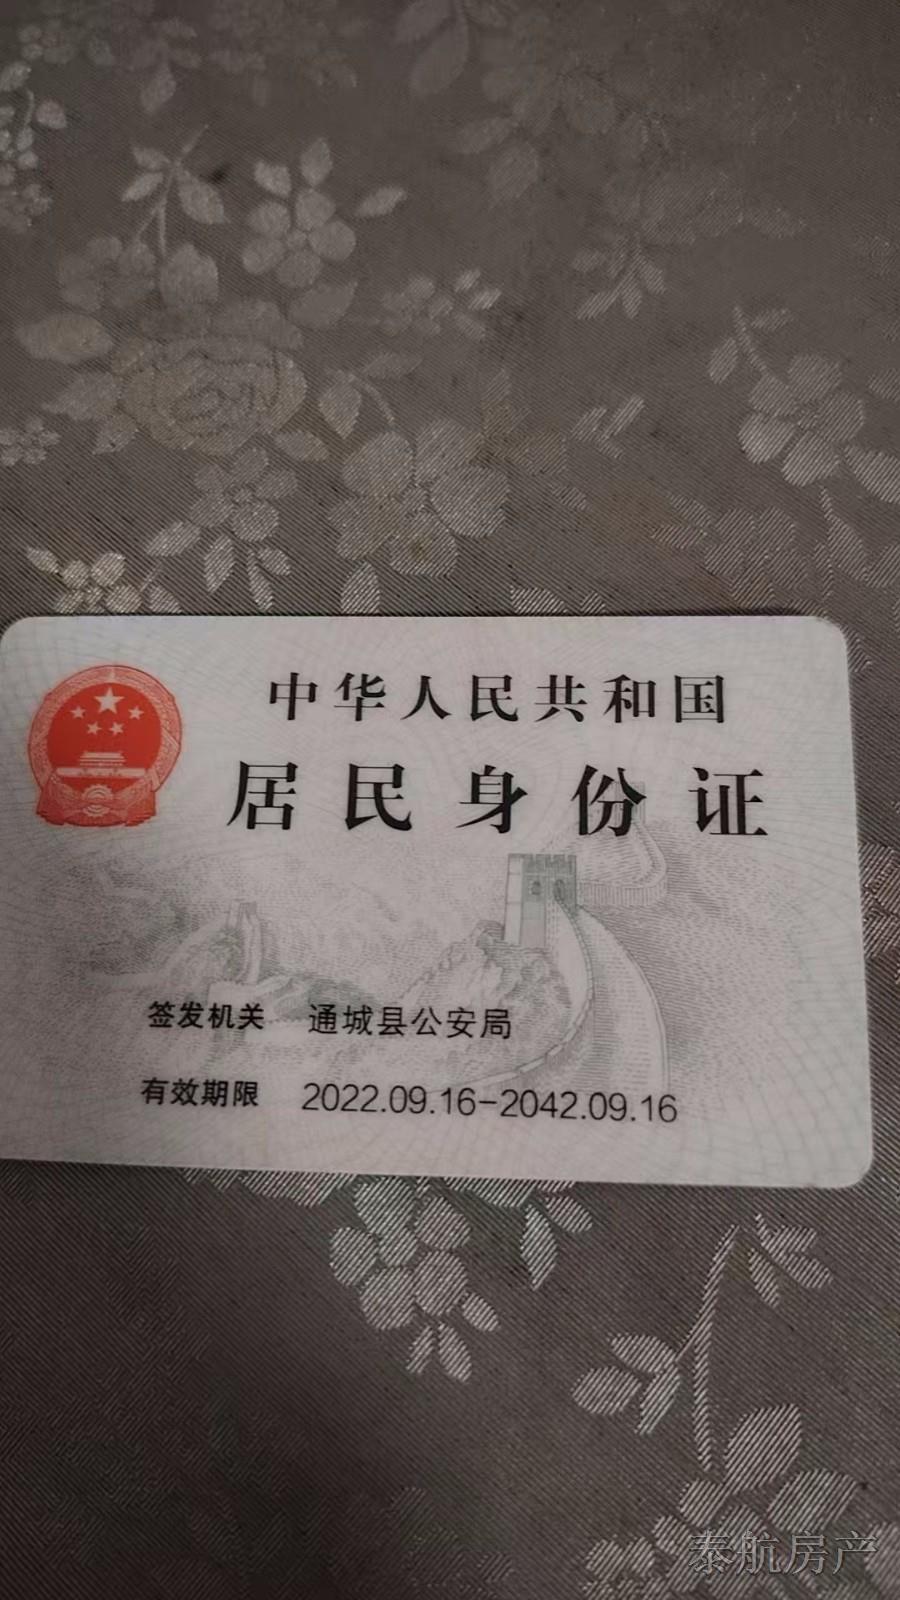 中华人民共和国
居民身份证
签发机关 通城县公安局
有效期限 2022.09.16-2042.09.16
泰航房产